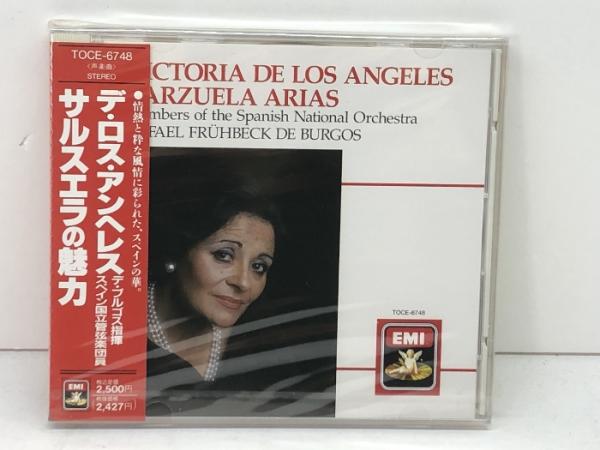 TOCE-6748
〈声楽曲〉
STEREO
●情熱と粋な風情に彩られた、スペインの華。
デ・ロス・アンヘレス
サルスエラの魅力
デ・ブルゴス指揮
スペイン国立管弦楽団員
EMI
税込定価
2,500円
税抜価格
2,427円
ICTORIA DE LOS ANGELES
ARZUELA ARIAS
mbers of the Spanish National Orchestra
FAEL FRÜHBECK DE BURGOS
TOCE-6748
EMI